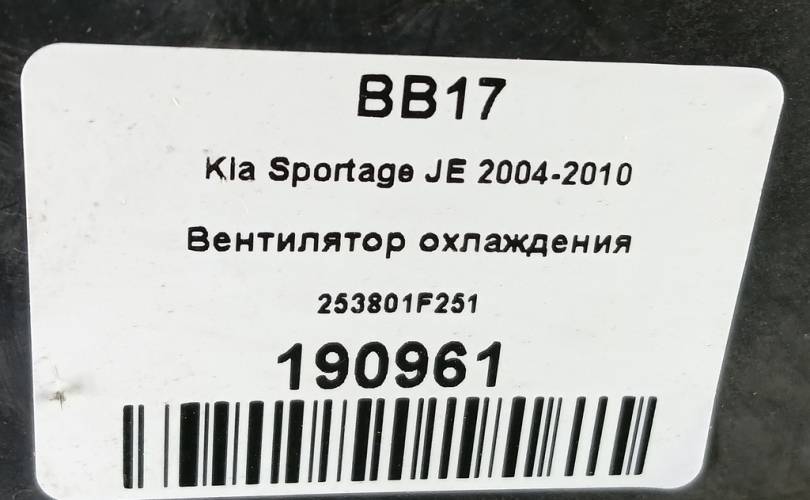 BB17
Kia Sportage JE 2004-2010
Вентилятор охлаждения
253801F251
190961